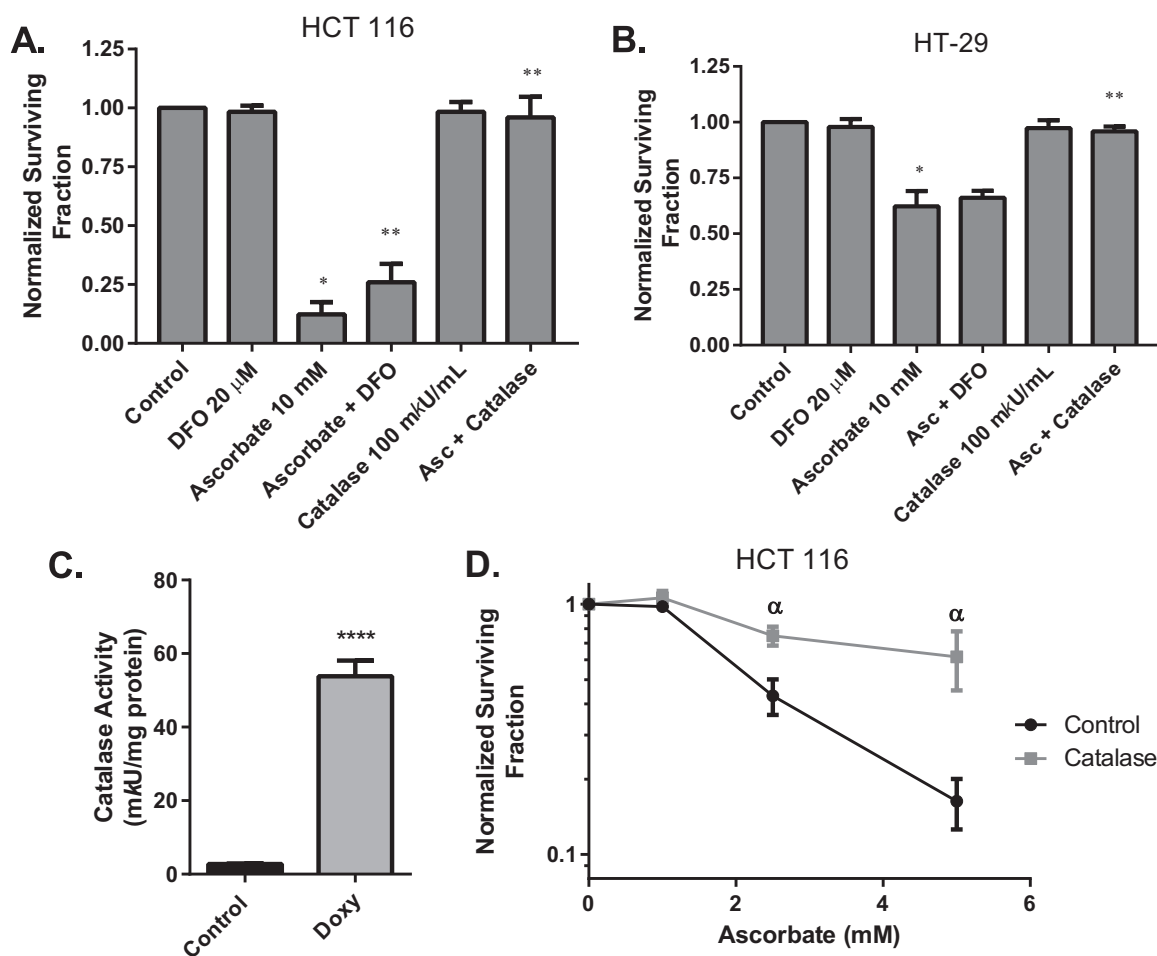 A.
HCT 116
Normalized Surviving
Fraction
1.25
1.00
0.75
0.50
0.25
0.00
*
**
**
Control
DFO 20 μM
Ascorbate 10 mM
Ascorbate + DFO
Catalase 100 mkU/mL
Asc + Catalase
B.
HT-29
Normalized Surviving
Fraction
1.25
1.00
0.75
0.50
0.25
0.00
*
**
Control
DFO 20 μM
Ascorbate 10 mM
Asc + DFO
Catalase 100 mkU/mL
Asc + Catalase
C.
Catalase Activity
(mkU/mg protein)
80
60
40
20
0
****
Control
Doxy
D.
HCT 116
Normalized Surviving
Fraction
1
0.1
α
α
0
2
4
6
Ascorbate (mM)
Control
Catalase